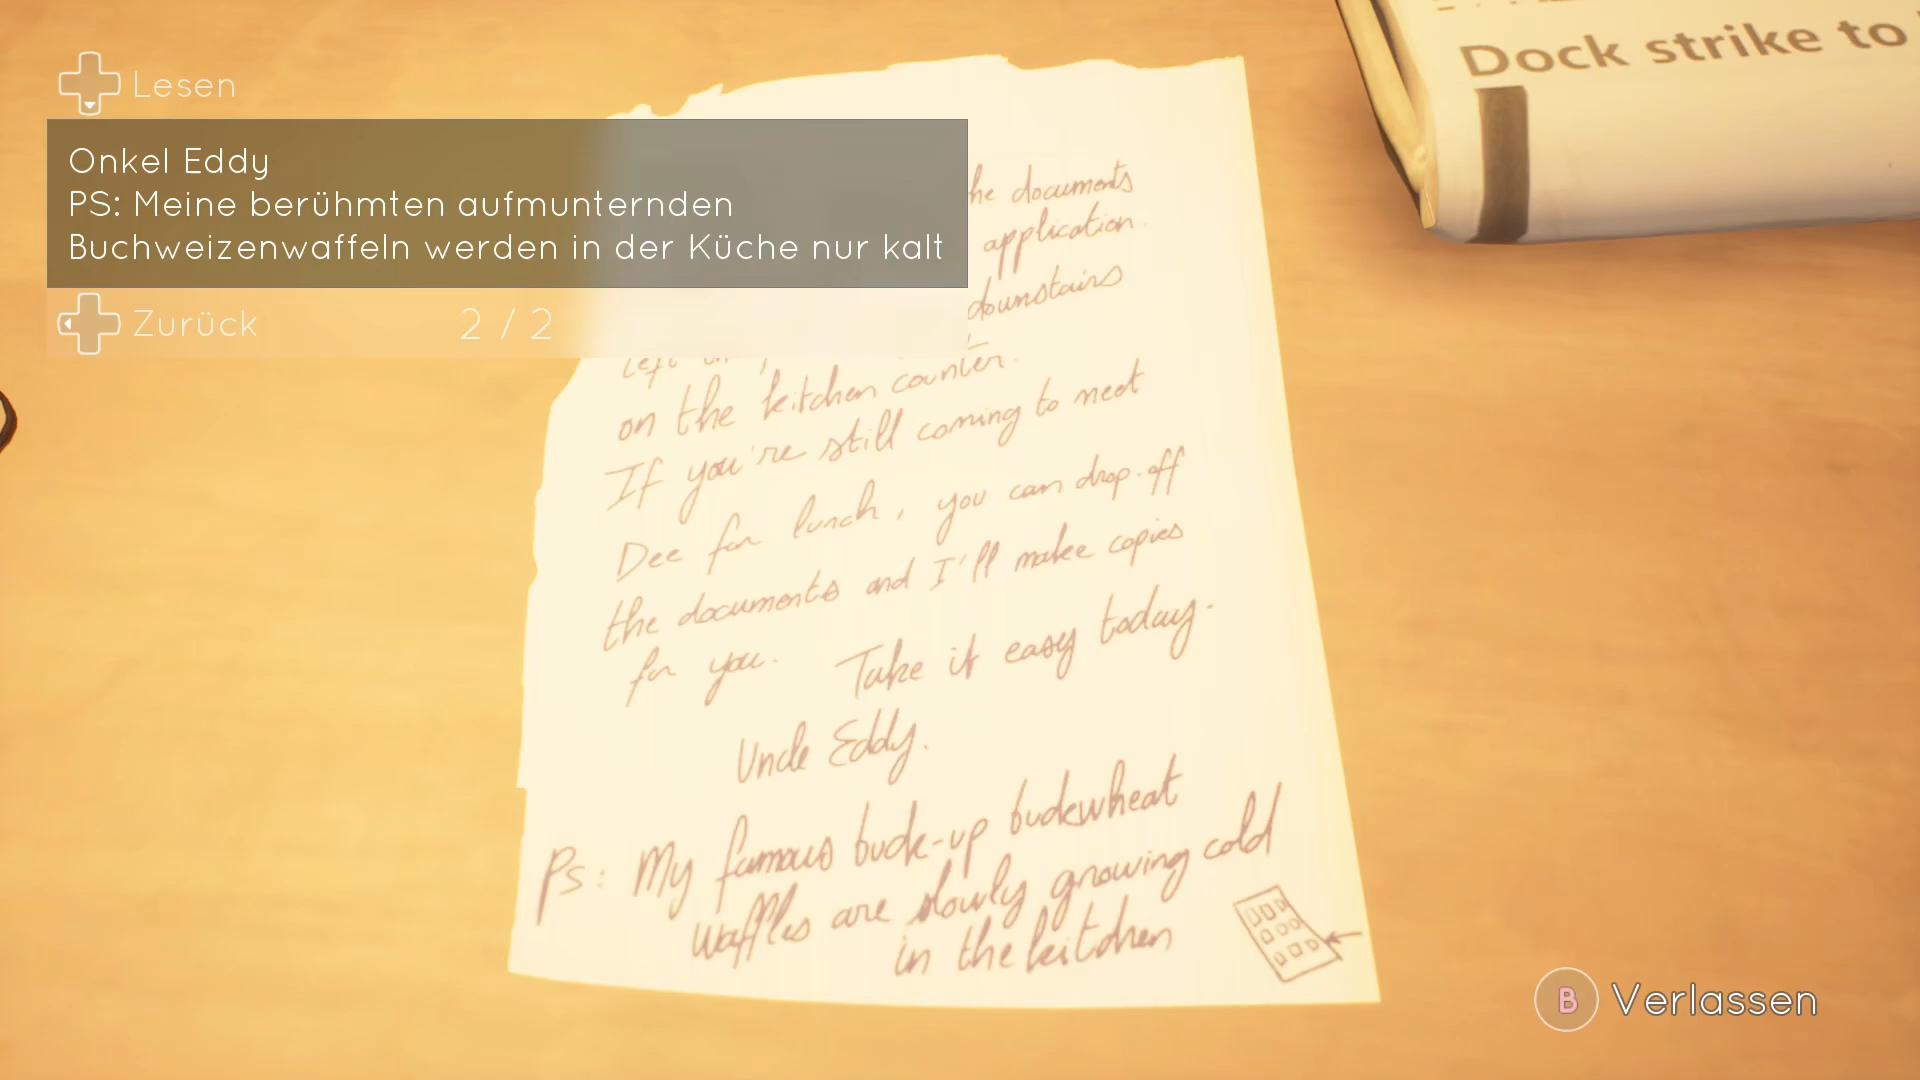 Lesen
Onkel Eddy
PS: Meine berühmten aufmunternden
Buchweizenwaffeln werden in der Küche nur kalt
Zurück 2 / 2
Dock strike to
he documents
application.
downstairs
on the kitchen counter.
If you're still coming to meet
Dee for lunch, you can drop-off
the documents and I'll make copies
for you. Take it easy today.
Uncle Eddy.
PS: My famous buck-up buckwheat
waffles are slowly growing cold
in the kitchen
B Verlassen